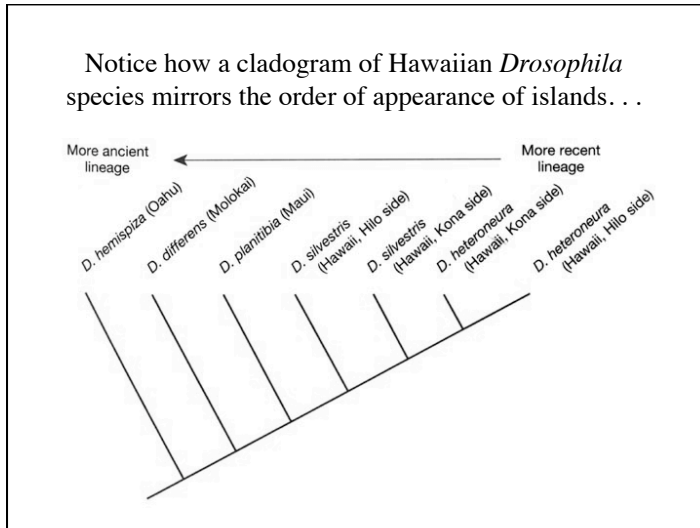 Notice how a cladogram of Hawaiian Drosophila
species mirrors the order of appearance of islands. . .
More ancient
lineage
More recent
lineage
D. hemispiza (Oahu)
D. differens (Molokai)
D. planitibia (Maui)
D. silvestris
(Hawaii, Hilo side)
D. silvestris
(Hawaii, Kona side)
D. heteroneura
(Hawaii, Kona side)
D. heteroneura
(Hawaii, Hilo side)